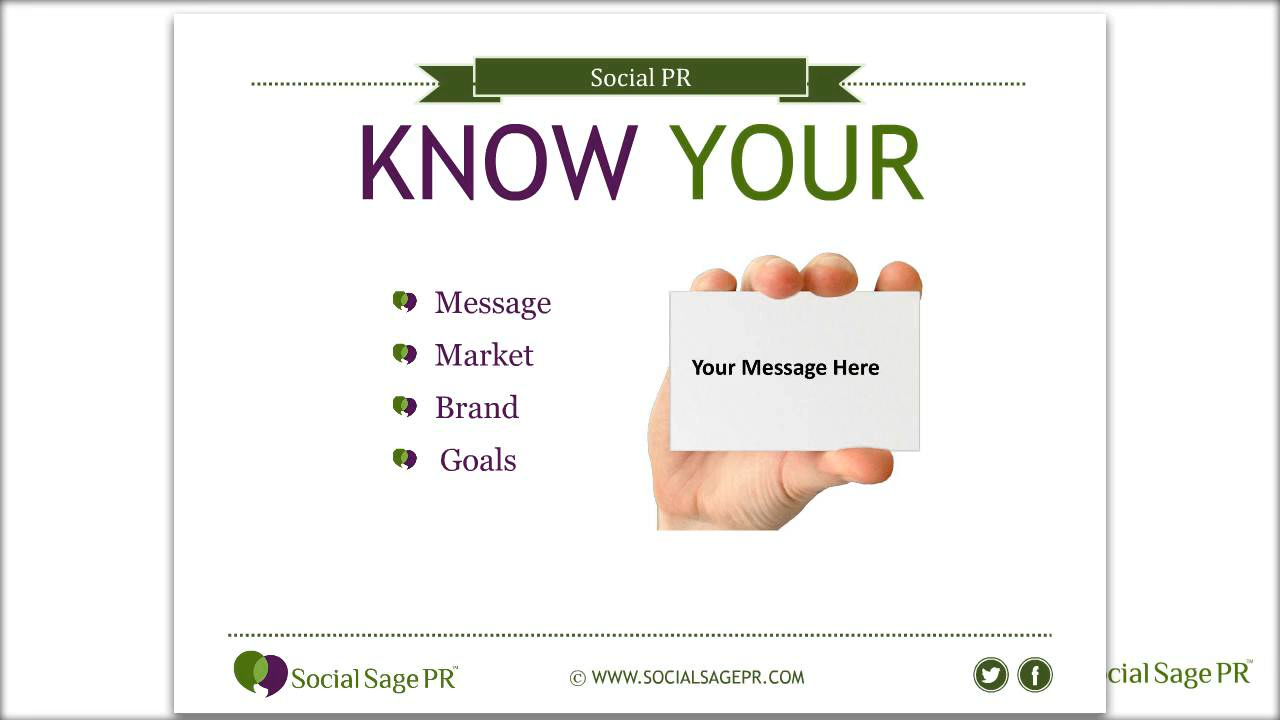 Social PR
KNOW YOUR
Message
Market
Brand
Goals
Your Message Here
Social Sage PR™
© WWW.SOCIALSAGEPR.COM
cial Sage PR™